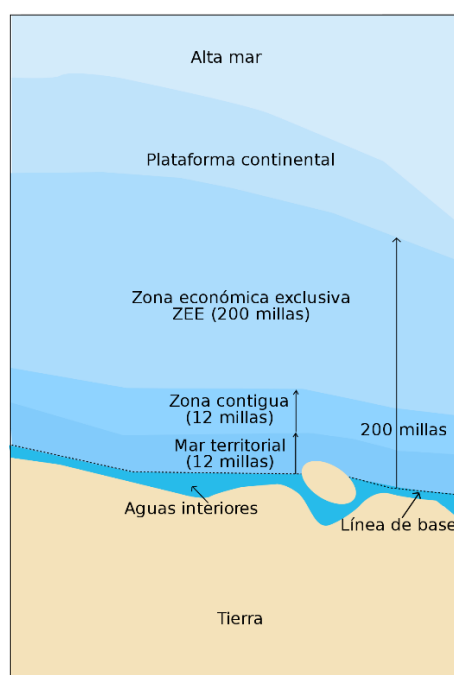 Alta mar
Plataforma continental
Zona económica exclusiva
ZEE (200 millas)
Zona contigua
(12 millas)
200 millas
Mar territorial
(12 millas)
Aguas interiores
Línea de base
Tierra